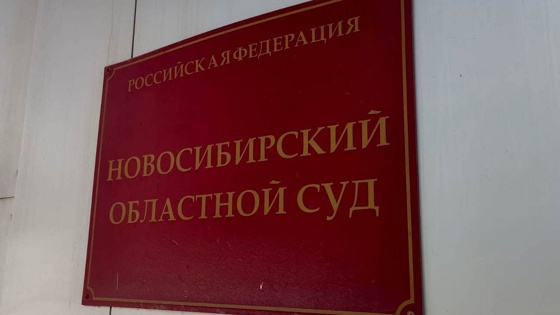 РОССИЙСКАЯ ФЕДЕРАЦИЯ
НОВОСИБИРСКИЙ
ОБЛАСТНОЙ СУД